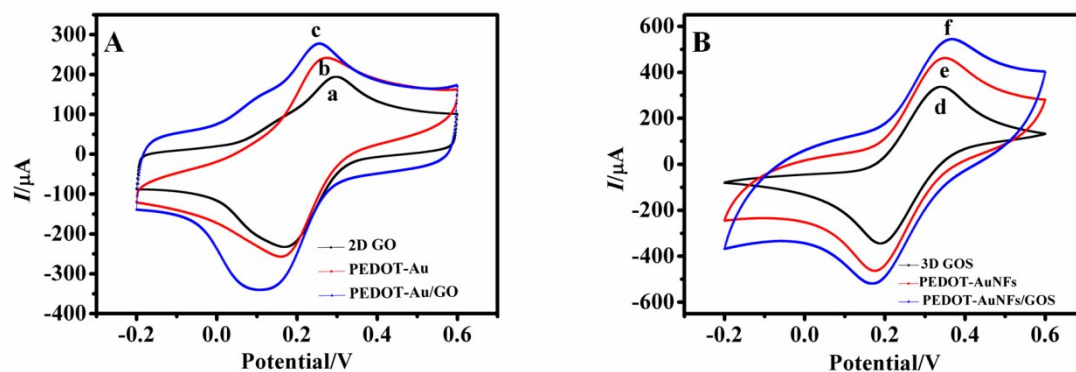 A
300
200
100
0
-100
-200
-300
-400
I/μA
c
b
a
2D GO
PEDOT-Au
PEDOT-Au/GO
-0.2
0.0
0.2
0.4
0.6
Potential/V
B
600
400
200
0
-200
-400
-600
I/μA
f
e
d
3D GOS
PEDOT-AuNFs
PEDOT-AuNFs/GOS
-0.2
0.0
0.2
0.4
0.6
Potential/V